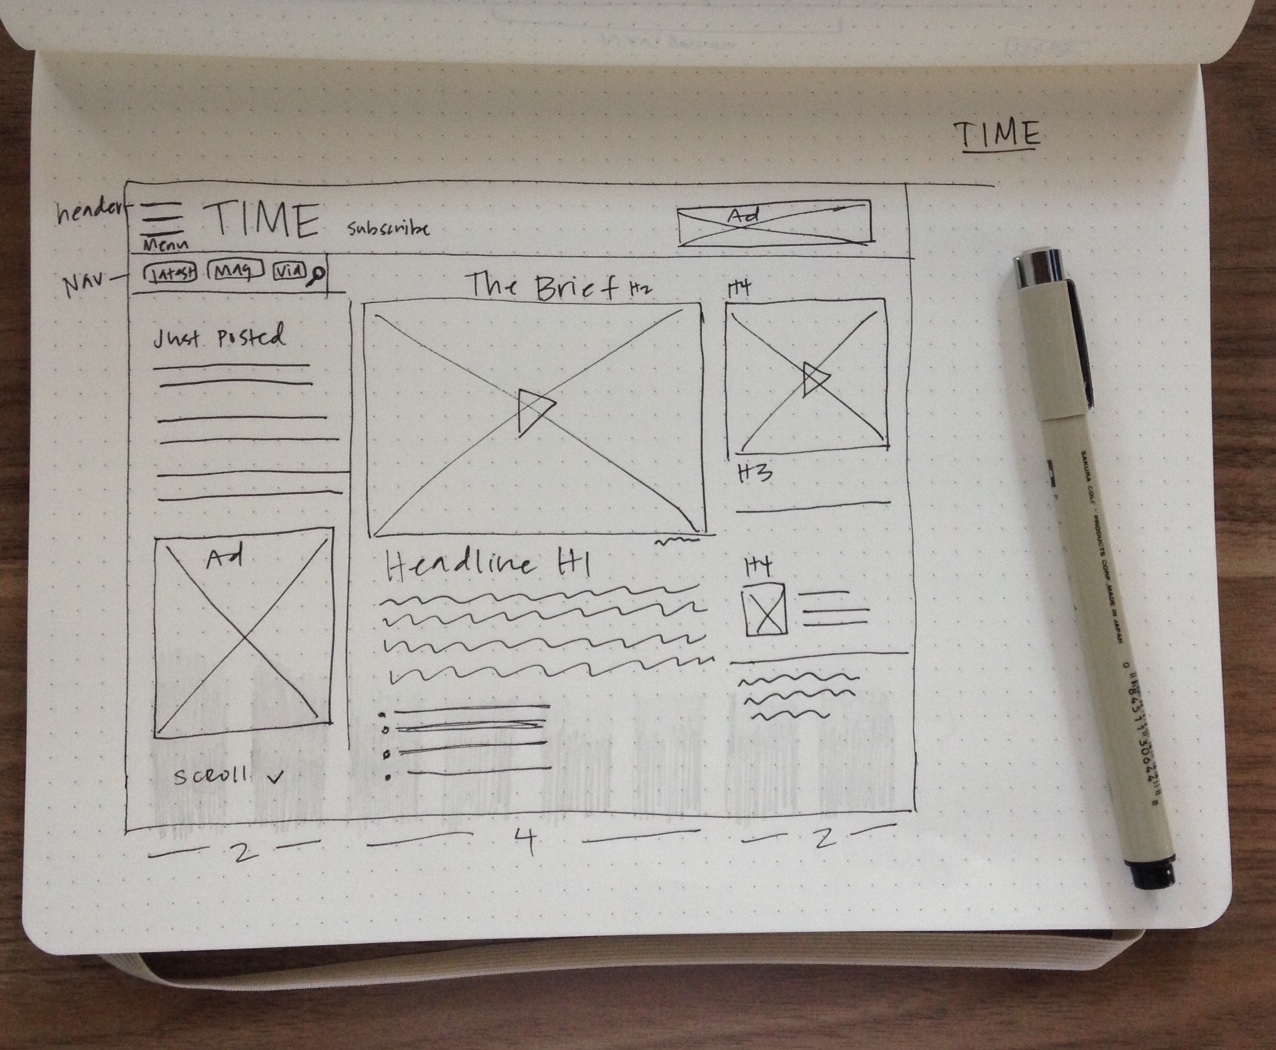 TIME
header
Menu
TIME
subscribe
Ad
NAV
latest
Mag
Vid
The Brief H2
H4
Just Posted
H3
Ad
Headline H1
H4
scroll
2
4
2
SAKURA COLOR PRODUCTS CORP. MADE IN JAPAN